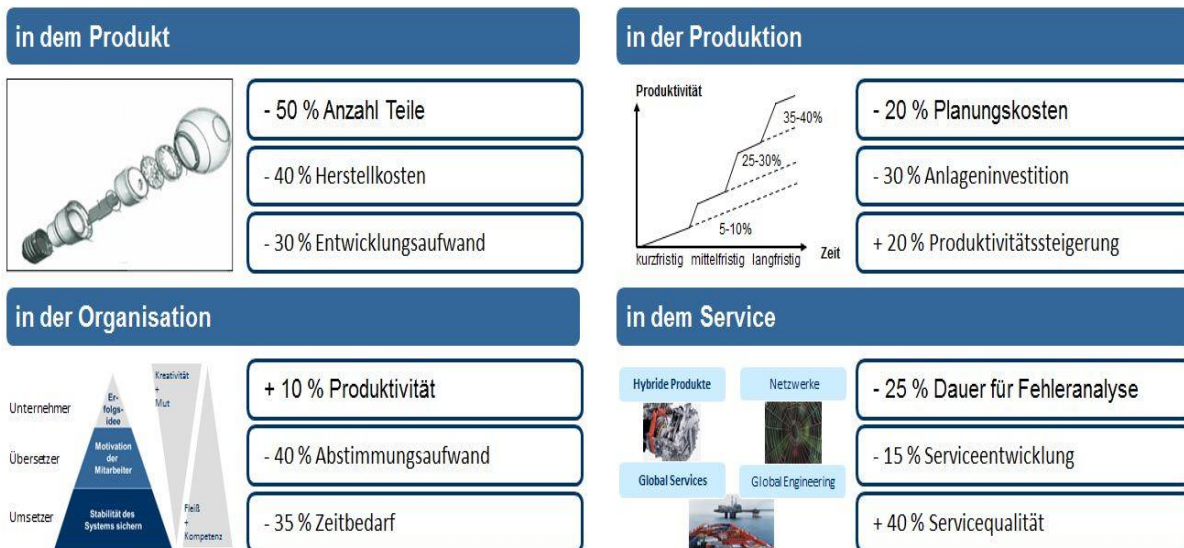 in dem Produkt
- 50 % Anzahl Teile
- 40 % Herstellkosten
- 30 % Entwicklungsaufwand
in der Produktion
Produktivität
35-40%
25-30%
5-10%
kurzfristig mittelfristig langfristig
Zeit
- 20 % Planungskosten
- 30 % Anlageninvestition
+ 20 % Produktivitätssteigerung
in der Organisation
Unternehmer
Übersetzer
Umsetzer
Er-
folgs-
idee
Motivation
der
Mitarbeiter
Stabilität des
Systems sichern
Kreativität
+
Mut
Fleiß
+
Kompetenz
+ 10 % Produktivität
- 40 % Abstimmungsaufwand
- 35 % Zeitbedarf
in dem Service
Hybride Produkte
Netzwerke
Global Services
Global Engineering
- 25 % Dauer für Fehleranalyse
- 15 % Serviceentwicklung
+ 40 % Servicequalität